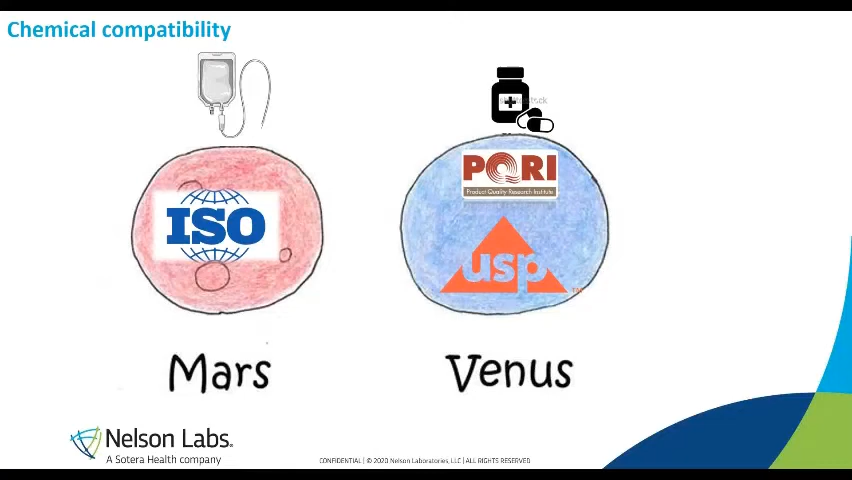 Chemical compatibility
ISO
PQRI
Product Quality Research Institute
usp
Mars
Venus
Nelson Labs.
A Sotera Health company
CONFIDENTIAL | © 2020 Nelson Laboratories, LLC | ALL RIGHTS RESERVED